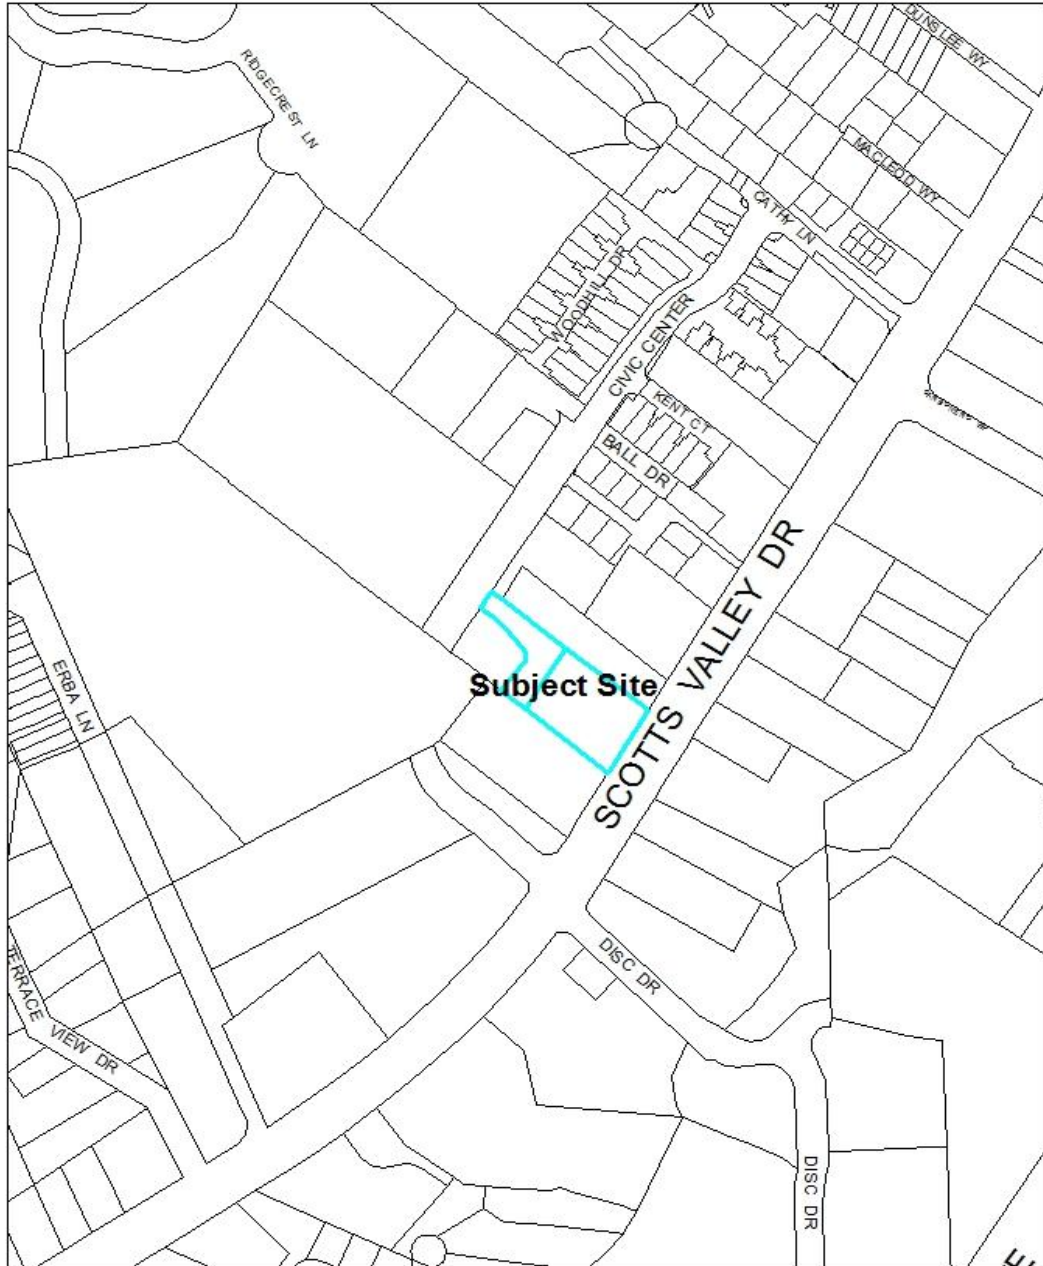 DUNSLEE WY
RIDGECREST LN
MACLEOD WY
CATHY LN
WOODHILL DR
CIVIC CENTER
KENT CT
BALL DR
SCOTTS VALLEY DR
Subject Site
ERBA LN
DISC DR
TERRACE VIEW DR
DISC DR